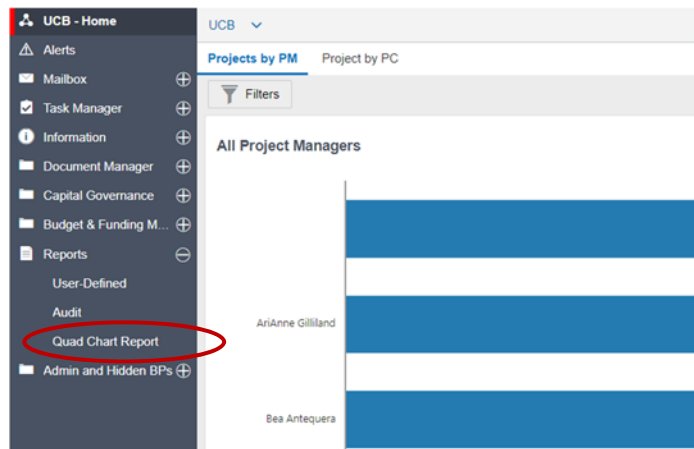 UCB - Home
Alerts
Mailbox
Task Manager
Information
Document Manager
Capital Governance
Budget & Funding M...
Reports
User-Defined
Audit
Quad Chart Report
Admin and Hidden BPs
UCB
Projects by PM Project by PC
Filters
All Project Managers
AriAnne Gilliland
Bea Antequera